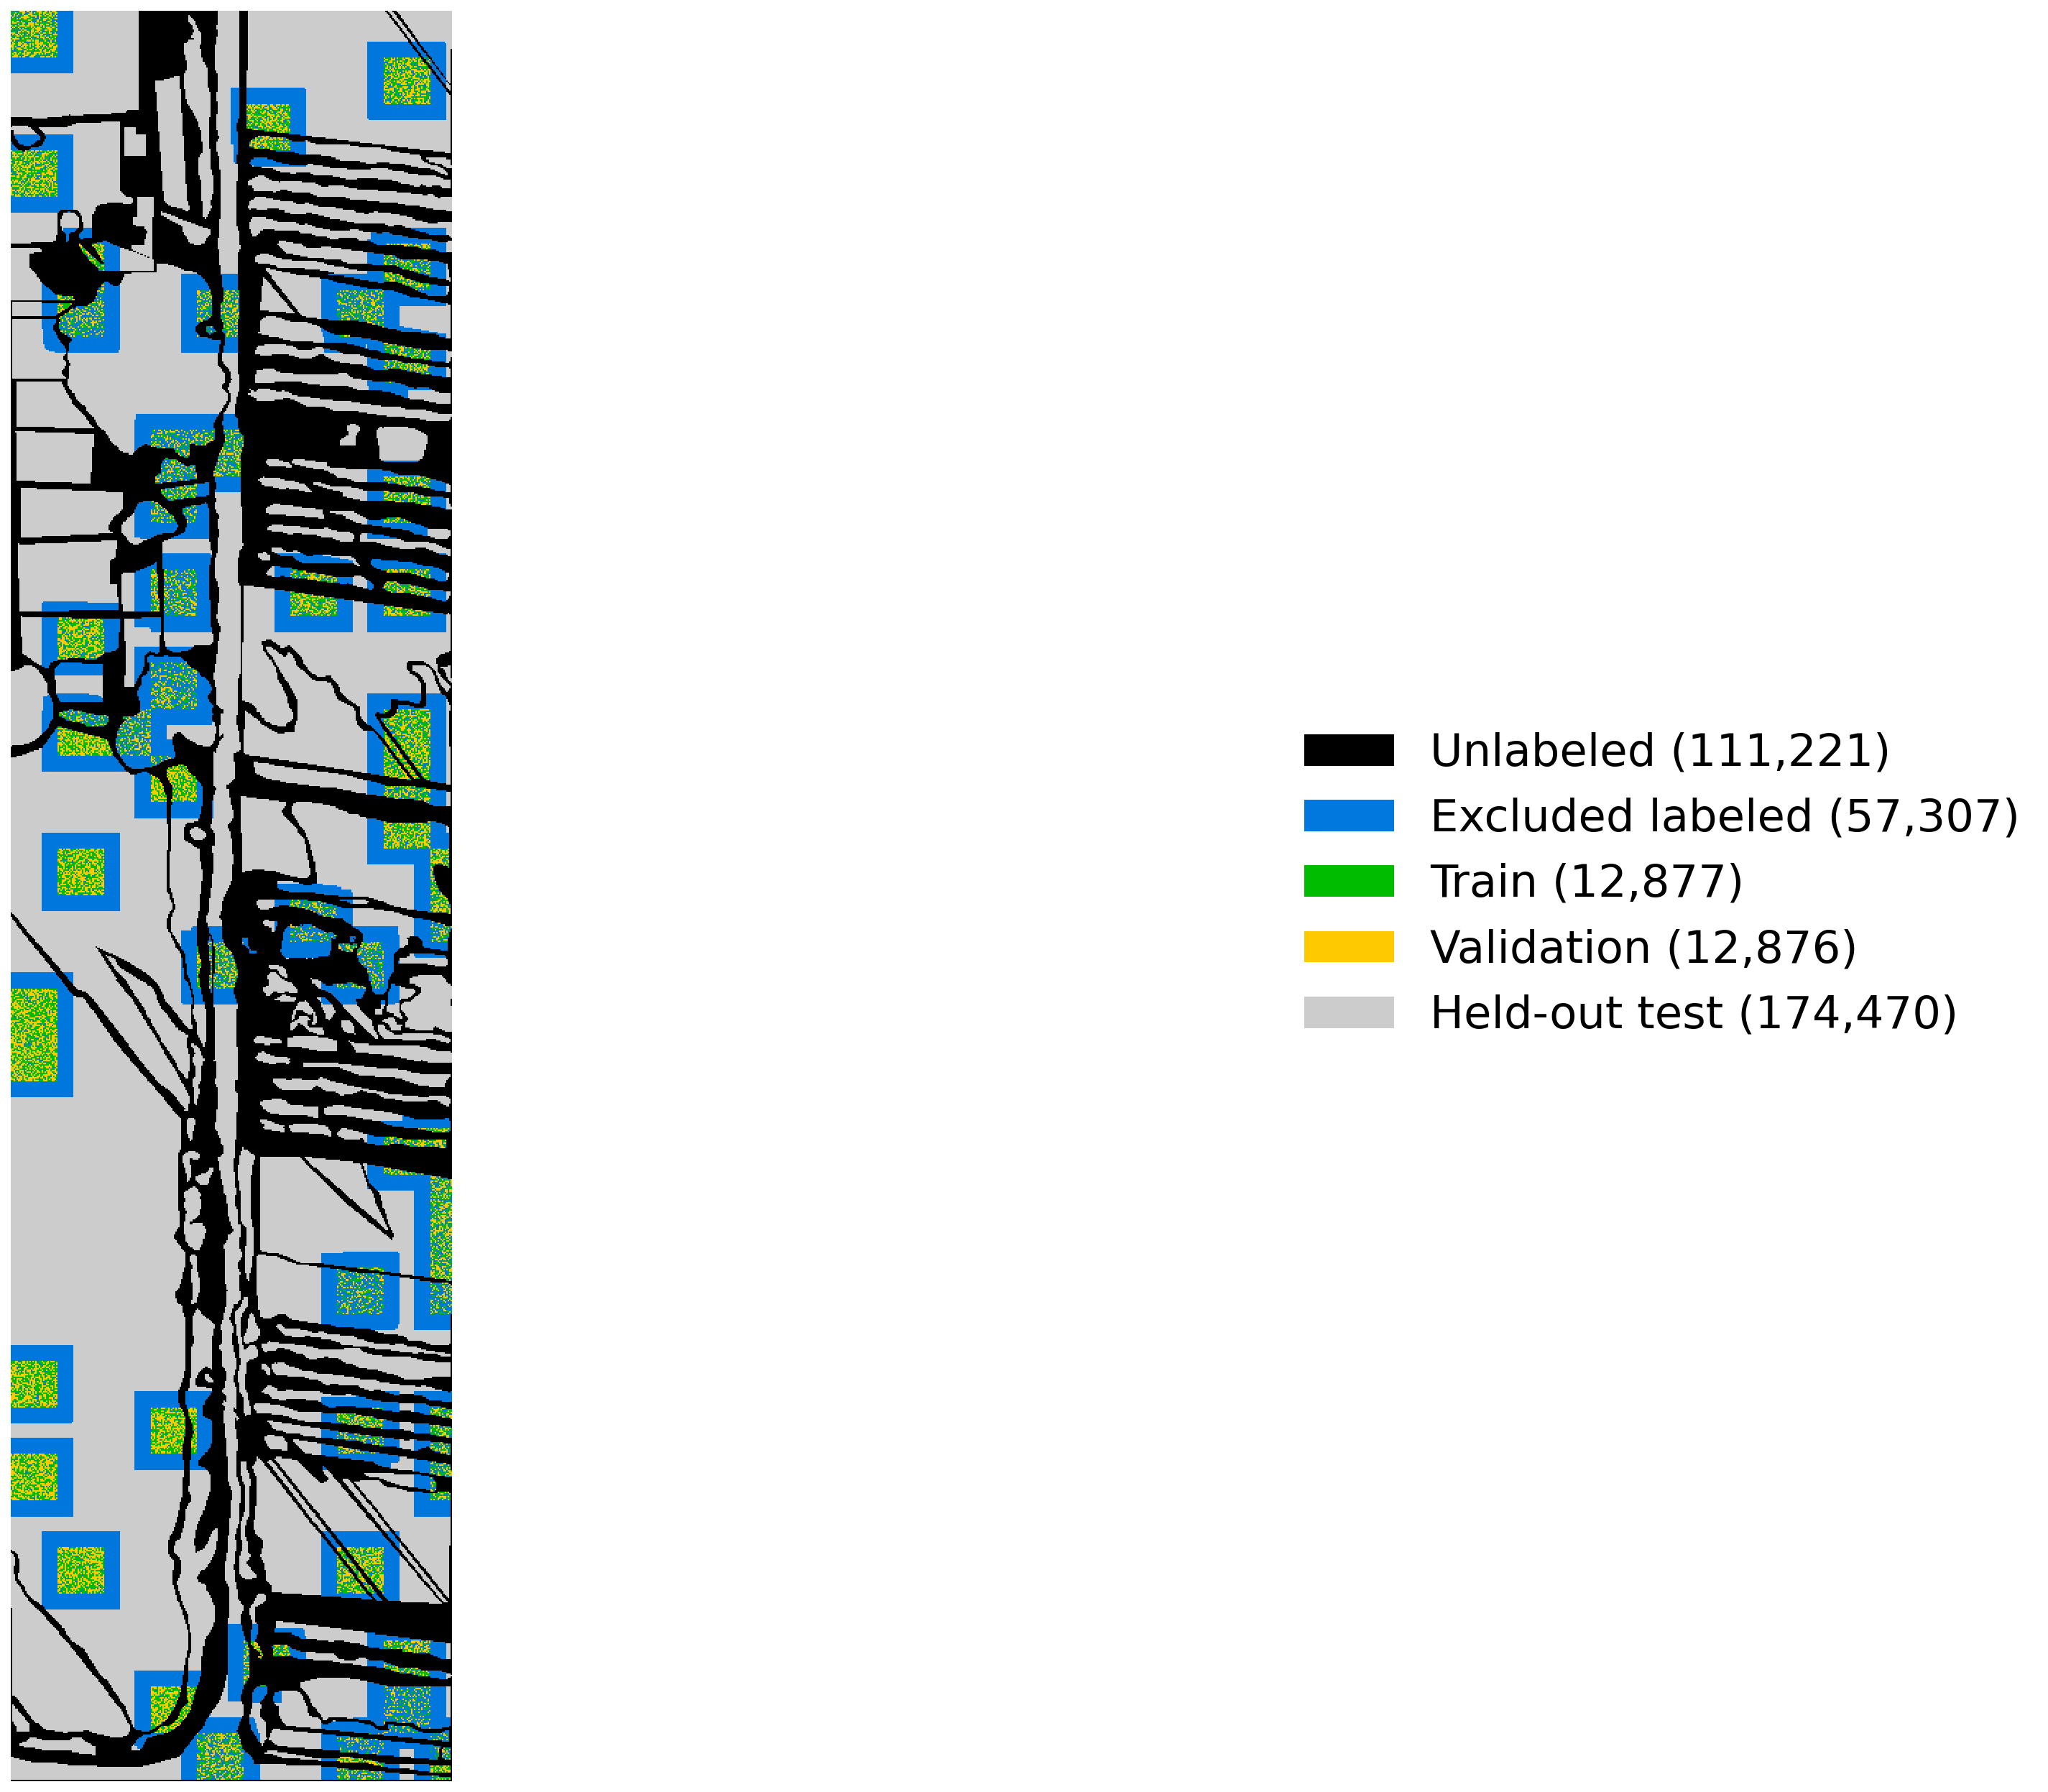 Unlabeled (111,221)
Excluded labeled (57,307)
Train (12,877)
Validation (12,876)
Held-out test (174,470)